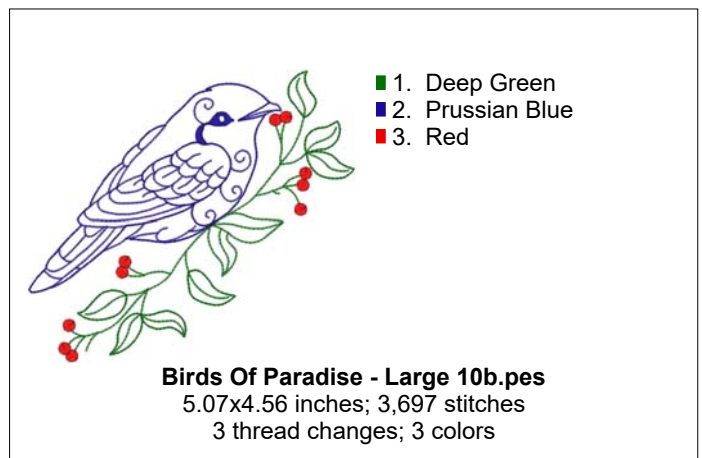 1. Deep Green
2. Prussian Blue
3. Red
Birds Of Paradise - Large 10b.pes
5.07x4.56 inches; 3,697 stitches
3 thread changes; 3 colors